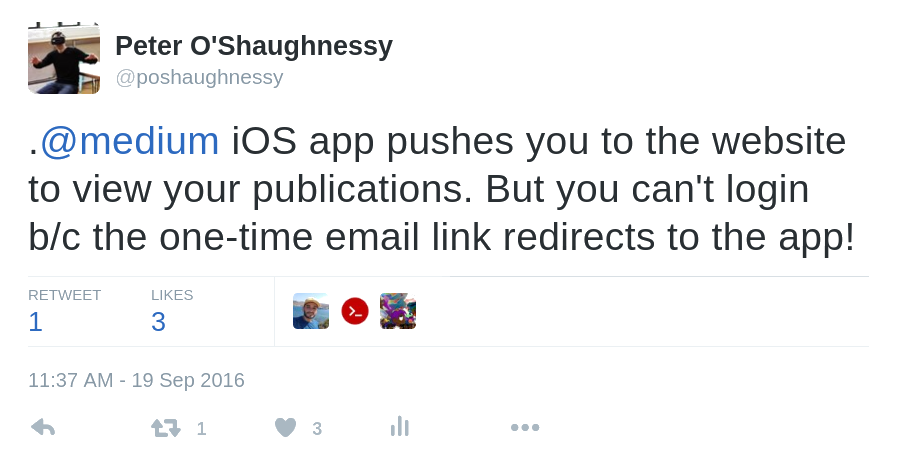 Peter O'Shaughnessy
@poshaughnessy
.@medium iOS app pushes you to the website
to view your publications. But you can't login
b/c the one-time email link redirects to the app!
RETWEET LIKES
1 3
11:37 AM - 19 Sep 2016
1 3